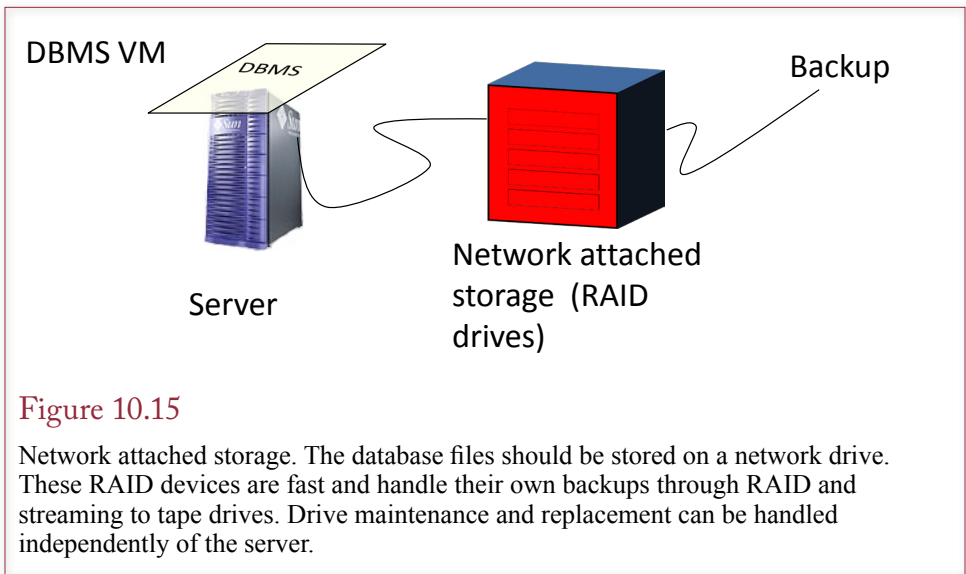 DBMS VM
DBMS
Backup
Sun
Sun
Server
Network attached
storage (RAID
drives)
Figure 10.15
Network attached storage. The database files should be stored on a network drive.
These RAID devices are fast and handle their own backups through RAID and
streaming to tape drives. Drive maintenance and replacement can be handled
independently of the server.